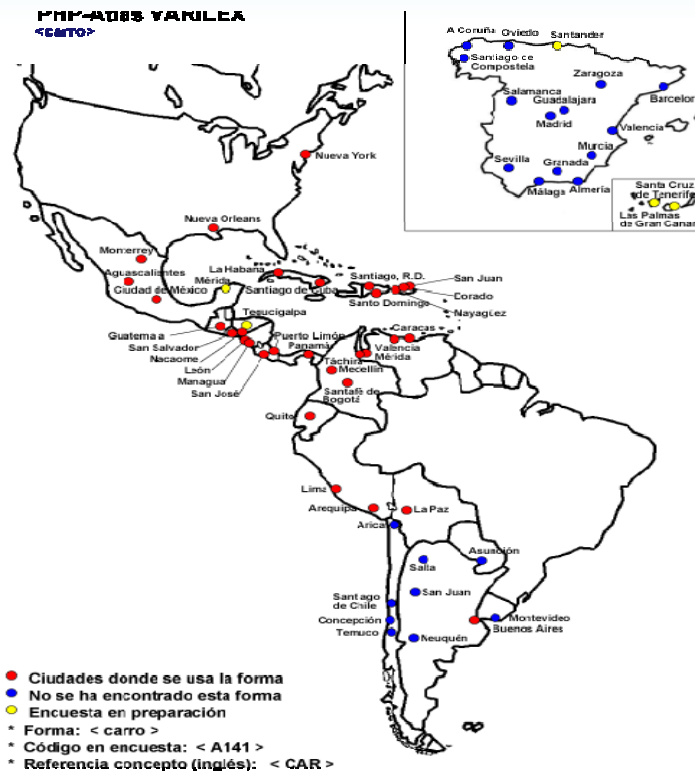 PHP-Atlas VARILEX
<carro>
A Coruña
Oviedo
Santander
Santiago de
Compostela
Zaragoza
Salamanca
Guadalajara
Barcelon
Madrid
Valencia
Murcia
Sevilla
Granada
Málaga
Almería
Santa Cruz
de Tenerife
Las Palmas
de Gran Canar
Nueva York
Nueva Orleans
Monterrey
Aguascalientes
Ciudad de México
La Habana
Mérida
Santiago de Cuba
Santiago, R.D.
San Juan
Dorado
Santo Domingo
Nayagüez
Tegucigalpa
Guatemala
San Salvador
Nacaome
León
Managua
San José
Puerto Limón
Panamá
Caracas
Valencia
Mérida
Táchira
Mecellín
Santafé de
Bogotá
Quito
Lima
Arequipa
La Paz
Arica
Asunción
Salta
San Juan
Santiago
de Chile
Concepción
Temuco
Montevideo
Buenos Aires
Neuquén
Ciudades donde se usa la forma
No se ha encontrado esta forma
Encuesta en preparación
* Forma: < carro >
* Código en encuesta: < A141 >
* Referencia concepto (inglés): < CAR >